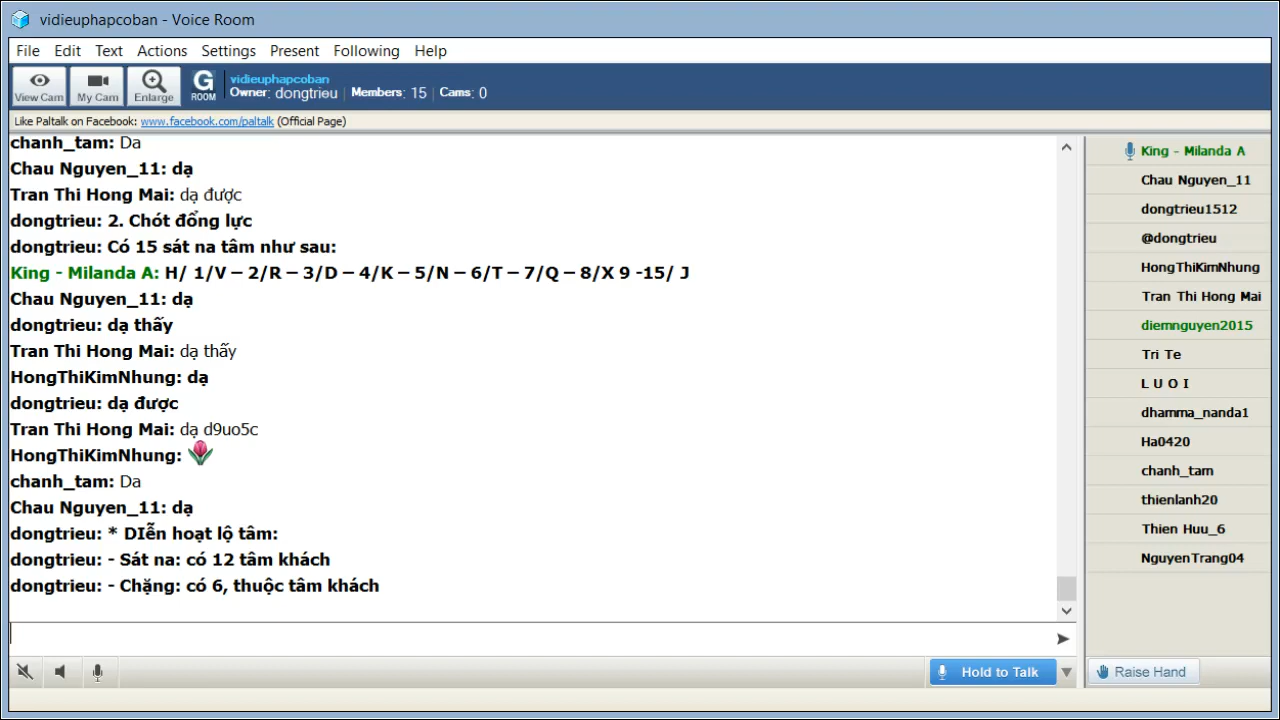 vidieuphapcoban - Voice Room
File Edit Text Actions Settings Present Following Help
View Cam My Cam Enlarge G ROOM
vidieuphapcoban
Owner: dongtrieu | Members: 15 | Cams: 0
Like Paltalk on Facebook: www.facebook.com/paltalk (Official Page)
chanh_tam: Da
Chau Nguyen_11: dạ
Tran Thi Hong Mai: dạ được
dongtrieu: 2. Chót đổng lực
dongtrieu: Có 15 sát na tâm như sau:
King - Milanda A: H/ 1/V – 2/R – 3/D – 4/K – 5/N – 6/T – 7/Q – 8/X 9 -15/ J
Chau Nguyen_11: dạ
dongtrieu: dạ thấy
Tran Thi Hong Mai: dạ thấy
HongThiKimNhung: dạ
dongtrieu: dạ được
Tran Thi Hong Mai: dạ d9uo5c
HongThiKimNhung:
chanh_tam: Da
Chau Nguyen_11: dạ
dongtrieu: * DIễn hoạt lộ tâm:
dongtrieu: - Sát na: có 12 tâm khách
dongtrieu: - Chặng: có 6, thuộc tâm khách
King - Milanda A
Chau Nguyen_11
dongtrieu1512
@dongtrieu
HongThiKimNhung
Tran Thi Hong Mai
diemnguyen2015
Tri Te
L U O I
dhamma_nanda1
Ha0420
chanh_tam
thienlanh20
Thien Huu_6
NguyenTrang04
Hold to Talk
Raise Hand